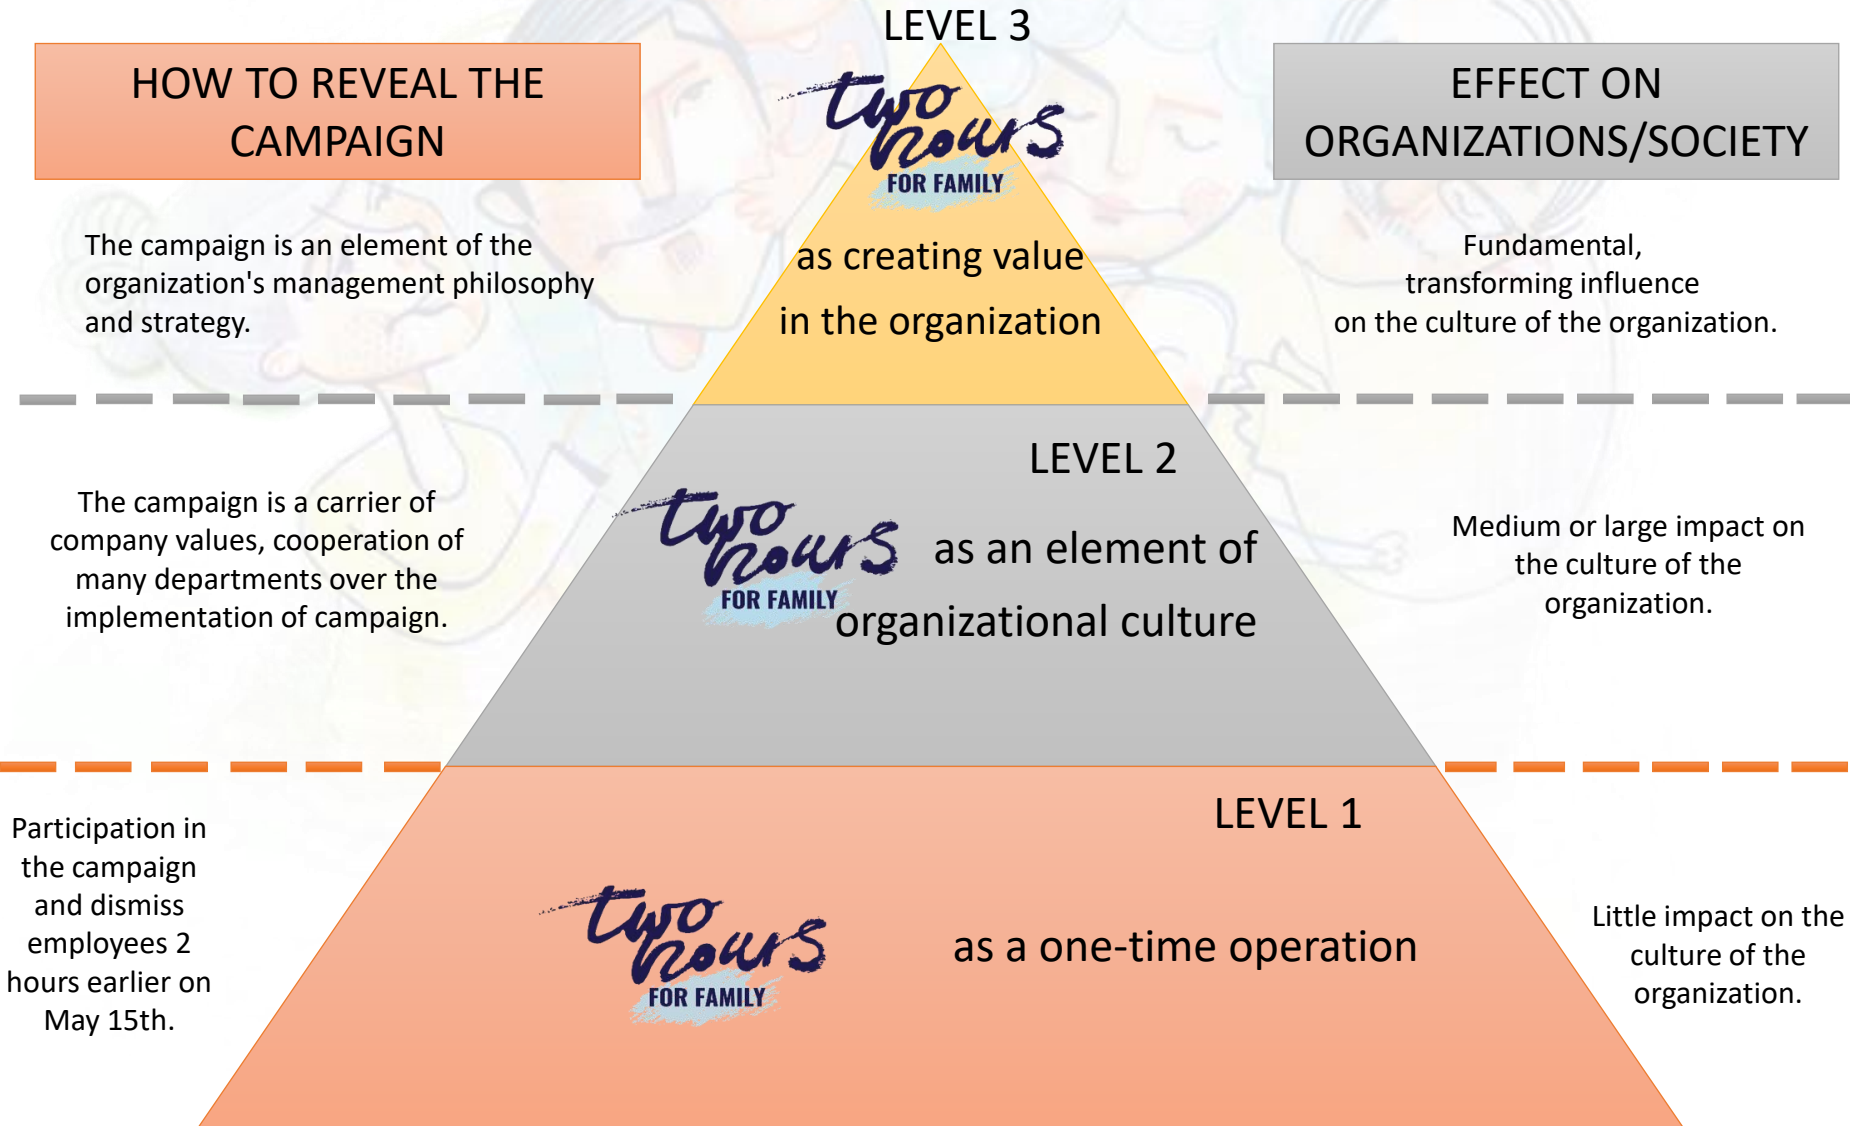 LEVEL 3
HOW TO REVEAL THE
CAMPAIGN
two
hours
FOR FAMILY
EFFECT ON
ORGANIZATIONS/SOCIETY
The campaign is an element of the
organization's management philosophy
and strategy.
as creating value
in the organization
Fundamental,
transforming influence
on the culture of the organization.
The campaign is a carrier of
company values, cooperation of
many departments over the
implementation of campaign.
LEVEL 2
two
hours
FOR FAMILY
as an element of
organizational culture
Medium or large impact on
the culture of the
organization.
Participation in
the campaign
and dismiss
employees 2
hours earlier on
May 15th.
LEVEL 1
two
hours
FOR FAMILY
as a one-time operation
Little impact on the
culture of the
organization.